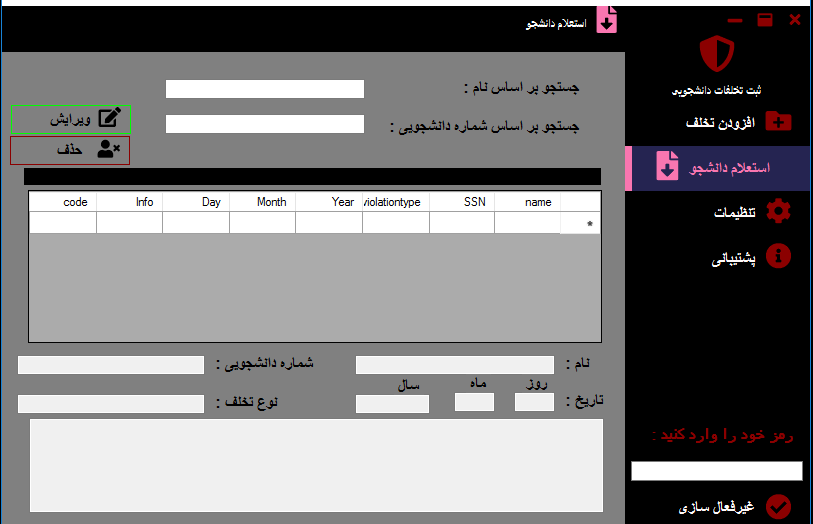 استعلام دانشجو
ثبت تخلفات دانشجویی
افزودن تخلف
استعلام دانشجو
تنظیمات
پشتیبانی
رمز خود را وارد کنید :
غیرفعال سازی
جستجو بر اساس نام :
جستجو بر اساس شماره دانشجویی :
ویرایش
حذف
code Info Day Month Year violationtype SSN name
*
نام :
شماره دانشجویی :
روز ماه سال
تاریخ :
نوع تخلف :